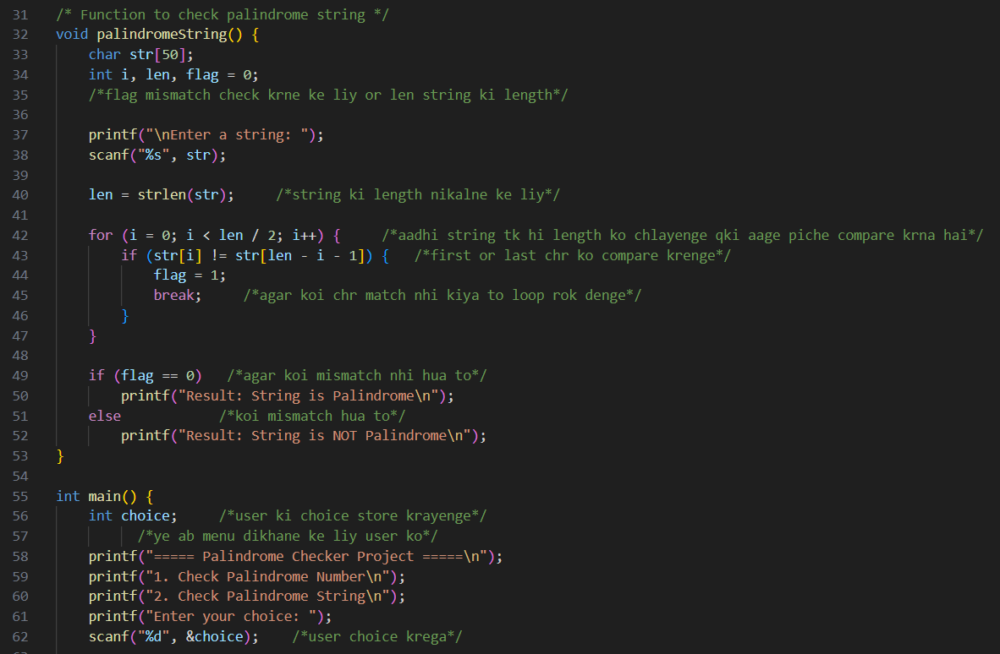 31 /* Function to check palindrome string */
32 void palindromeString() {
33     char str[50];
34     int i, len, flag = 0;
35     /*flag mismatch check krne ke liy or len string ki length*/
36
37     printf("\nEnter a string: ");
38     scanf("%s", str);
39
40     len = strlen(str);     /*string ki length nikalne ke liy*/
41
42     for (i = 0; i < len / 2; i++) {     /*aadhi string tk hi length ko chlayenge qki aage piche compare krna hai*/
43         if (str[i] != str[len - i - 1]) {   /*first or last chr ko compare krenge*/
44             flag = 1;
45             break;     /*agar koi chr match nhi kiya to loop rok denge*/
46         }
47     }
48
49     if (flag == 0)   /*agar koi mismatch nhi hua to*/
50         printf("Result: String is Palindrome\n");
51     else            /*koi mismatch hua to*/
52         printf("Result: String is NOT Palindrome\n");
53 }
54
55 int main() {
56     int choice;     /*user ki choice store krayenge*/
57           /*ye ab menu dikhane ke liy user ko*/
58     printf("===== Palindrome Checker Project =====\n");
59     printf("1. Check Palindrome Number\n");
60     printf("2. Check Palindrome String\n");
61     printf("Enter your choice: ");
62     scanf("%d", &choice);    /*user choice krega*/